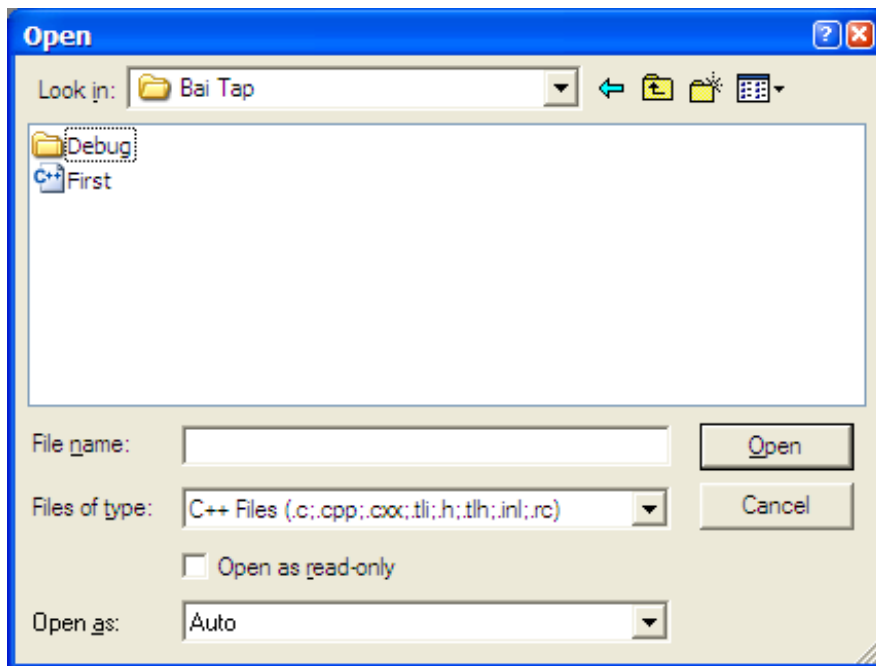 Open
Look in: Bai Tap
Debug
C++ First
File name: Open
Files of type: C++ Files (.c;.cpp;.cxx;.tli;.h;.tlh;.inl;.rc) Cancel
Open as read-only
Open as: Auto